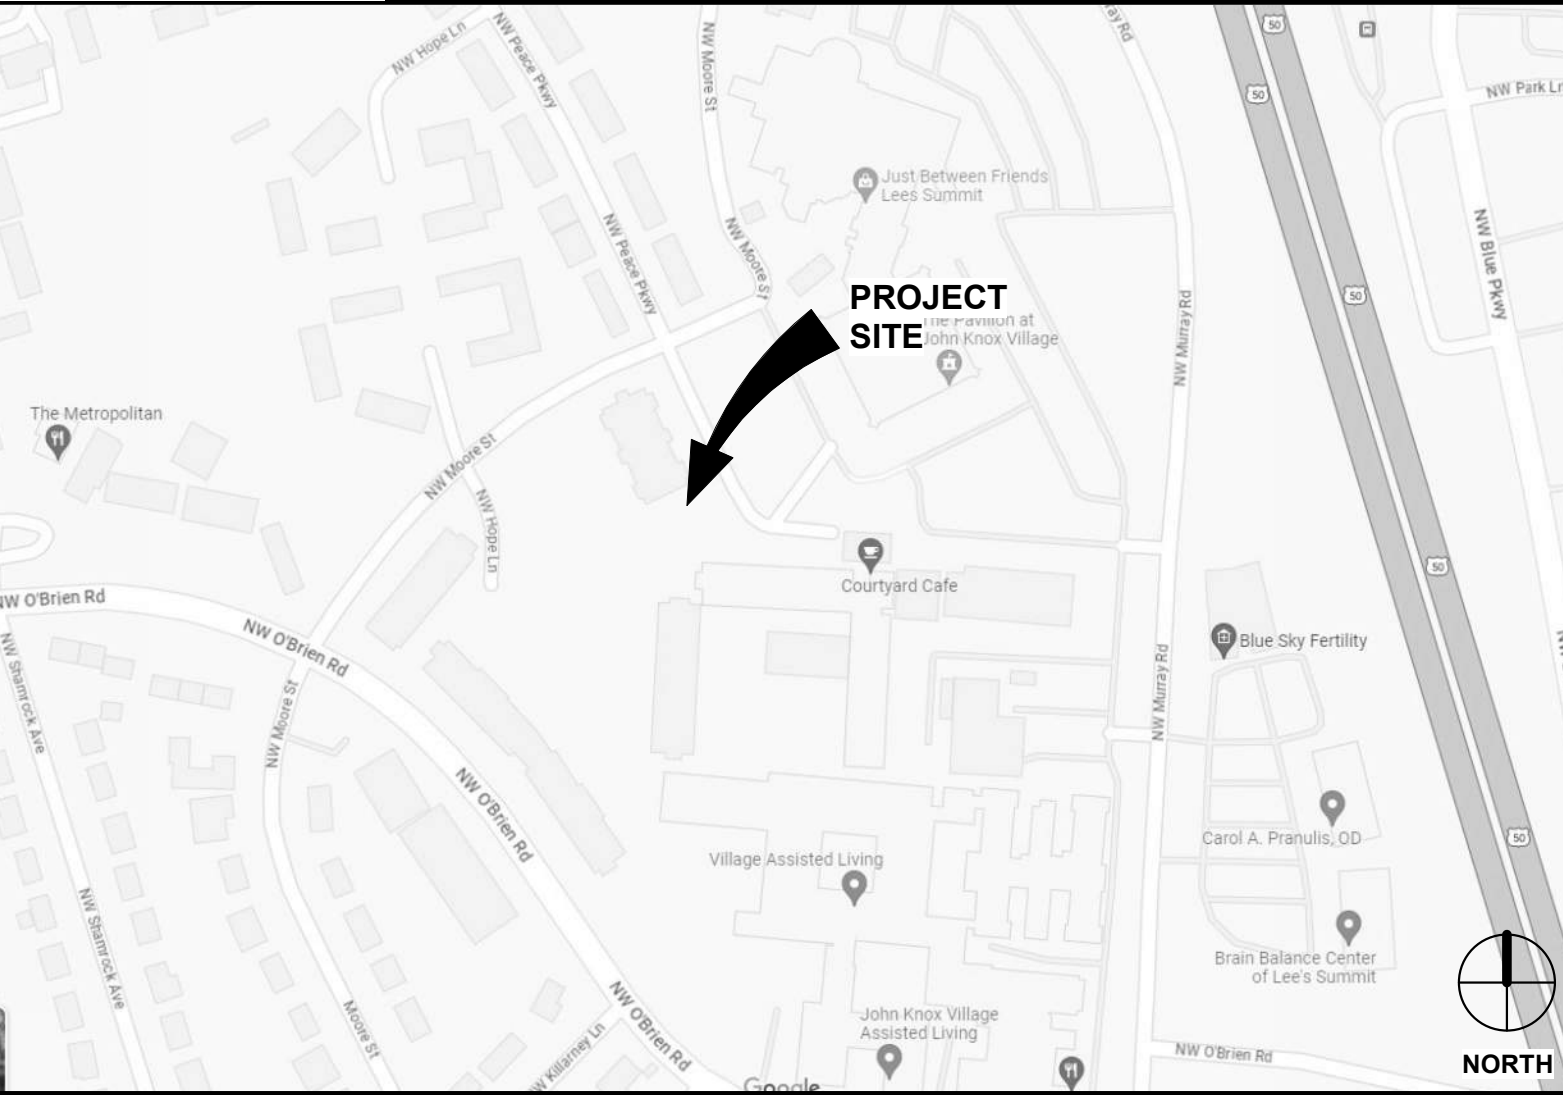 NW Hope Ln
NW Peace Pkwy
NW Moore St
ray Rd
50
NW Park Ln
50
Just Between Friends
Lees Summit
NW Peace Pkwy
NW Moore St
NW Blue Pkwy
PROJECT
SITE
The Pavilion at
John Knox Village
50
NW Murray Rd
The Metropolitan
NW Moore St
NW Hope Ln
Courtyard Cafe
50
NW O'Brien Rd
NW O'Brien Rd
NW Shamrock Ave
Blue Sky Fertility
NW Murray Rd
NW Moore St
NW O'Brien Rd
Carol A. Pranulis, OD
50
Village Assisted Living
NW Shamrock Ave
Brain Balance Center
of Lee's Summit
Moore St
NW O'Brien Rd
NW Killarney Ln
John Knox Village
Assisted Living
NW O'Brien Rd
NORTH
Google